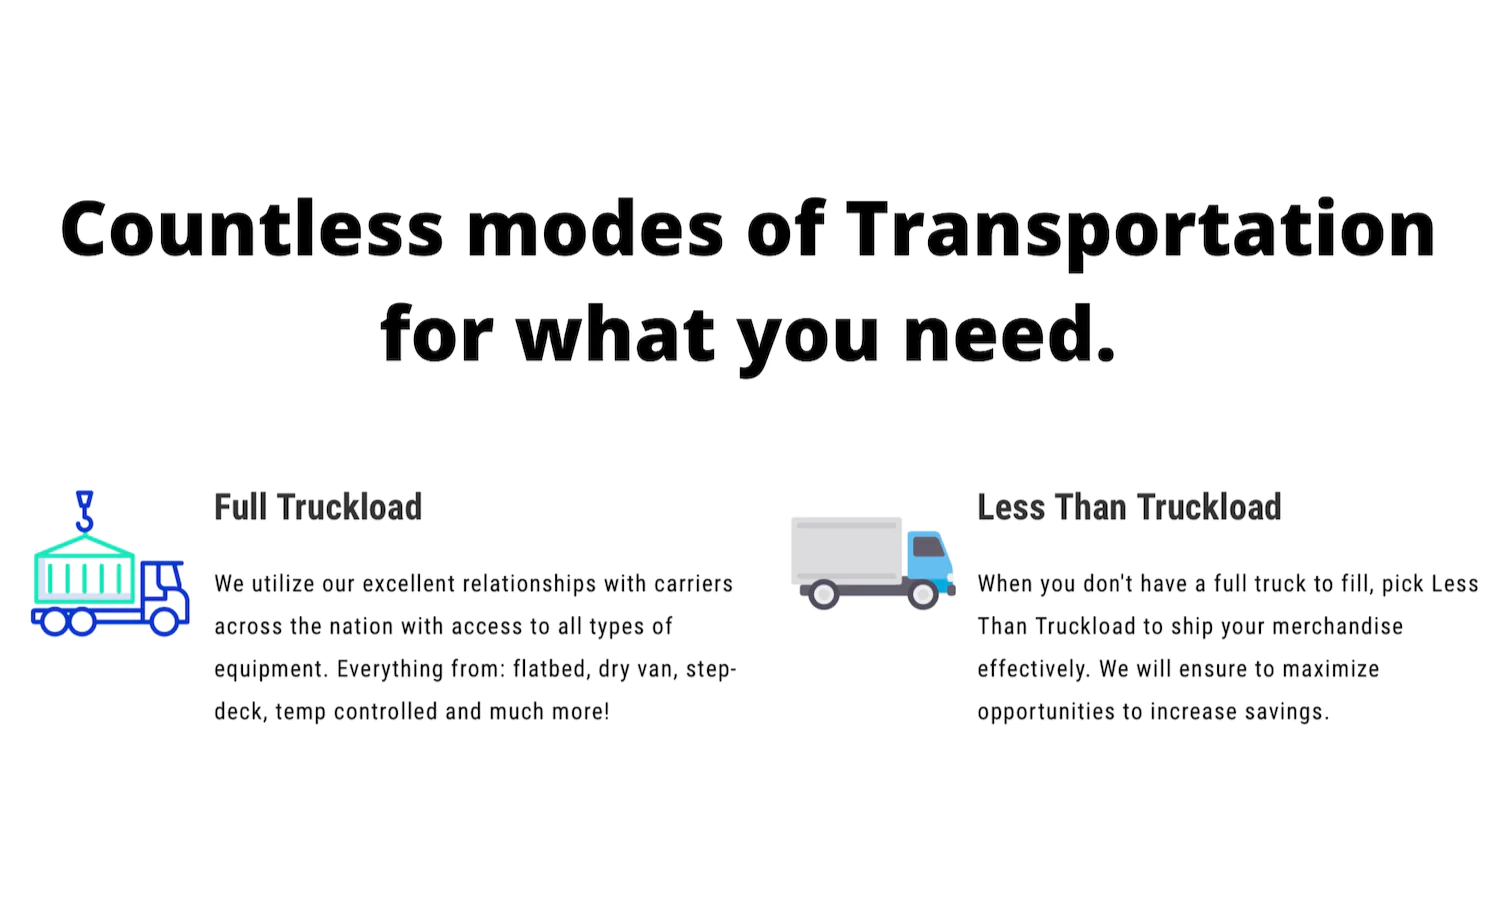 Countless modes of Transportation
for what you need.
Full Truckload
We utilize our excellent relationships with carriers
across the nation with access to all types of
equipment. Everything from: flatbed, dry van, step-
deck, temp controlled and much more!
Less Than Truckload
When you don't have a full truck to fill, pick Less
Than Truckload to ship your merchandise
effectively. We will ensure to maximize
opportunities to increase savings.